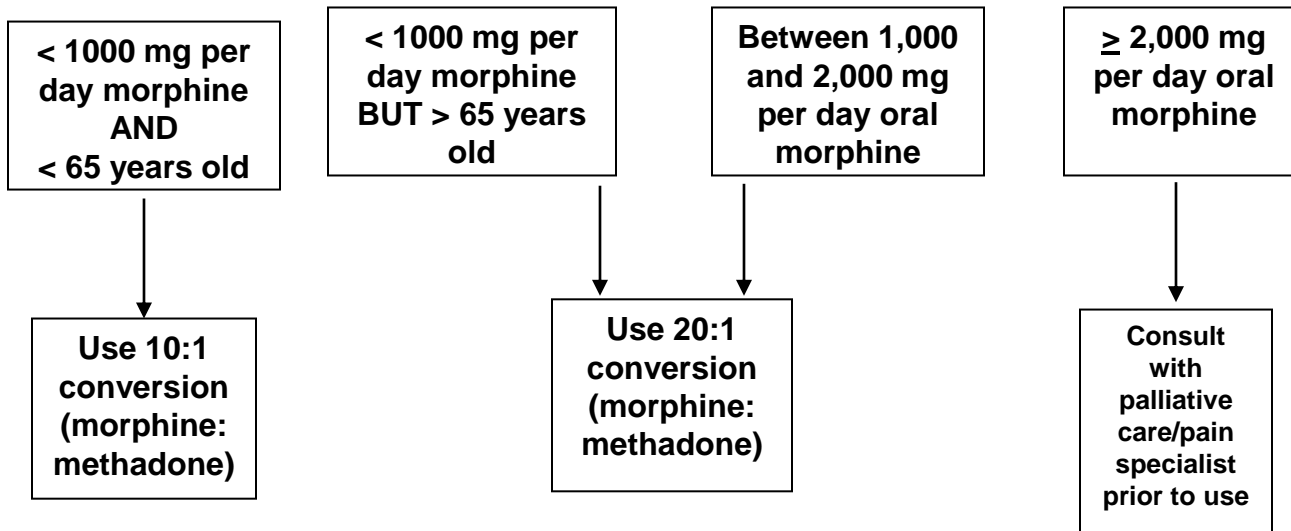 < 1000 mg per
day morphine
AND
< 65 years old
< 1000 mg per
day morphine
BUT > 65 years
old
Between 1,000
and 2,000 mg
per day oral
morphine
≥ 2,000 mg
per day oral
morphine
Use 10:1
conversion
(morphine:
methadone)
Use 20:1
conversion
(morphine:
methadone)
Consult
with
palliative
care/pain
specialist
prior to use